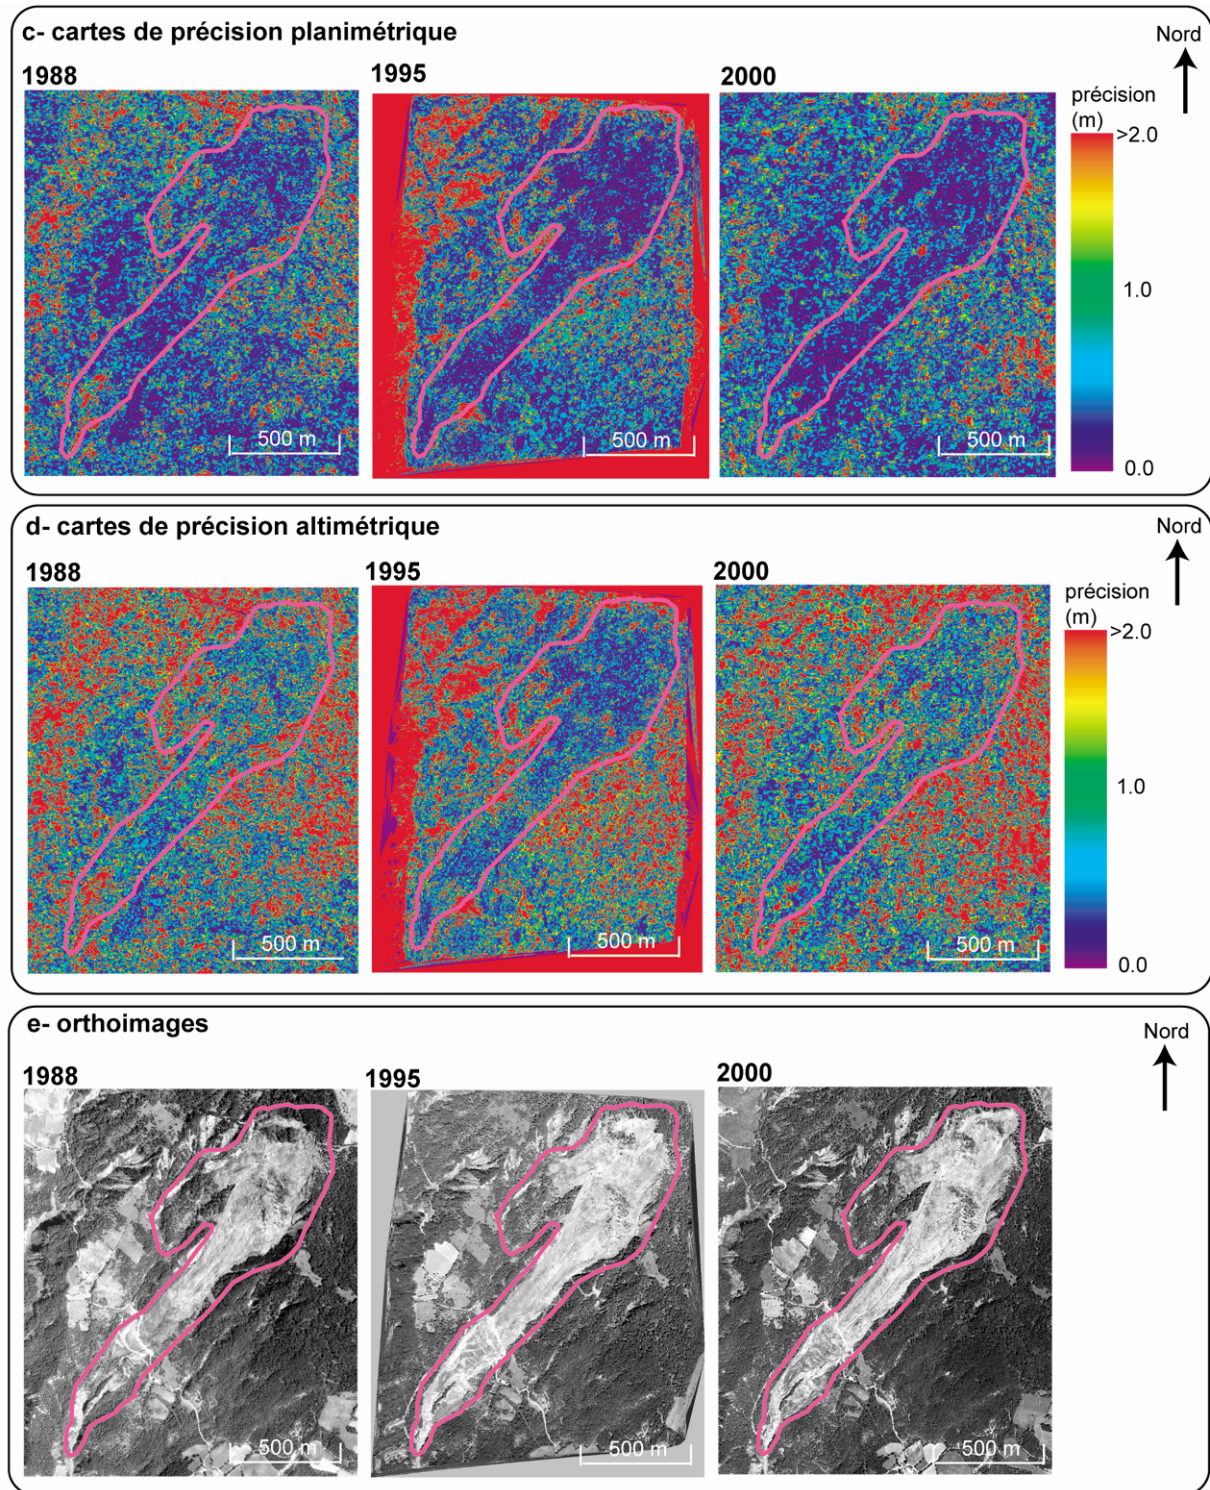 c- cartes de précision planimétrique
Nord
1988
1995
2000
précision
(m)
>2.0
1.0
0.0
500 m
500 m
500 m
d- cartes de précision altimétrique
Nord
1988
1995
2000
précision
(m)
>2.0
1.0
0.0
500 m
500 m
500 m
e- orthoimages
Nord
1988
1995
2000
500 m
500 m
500 m